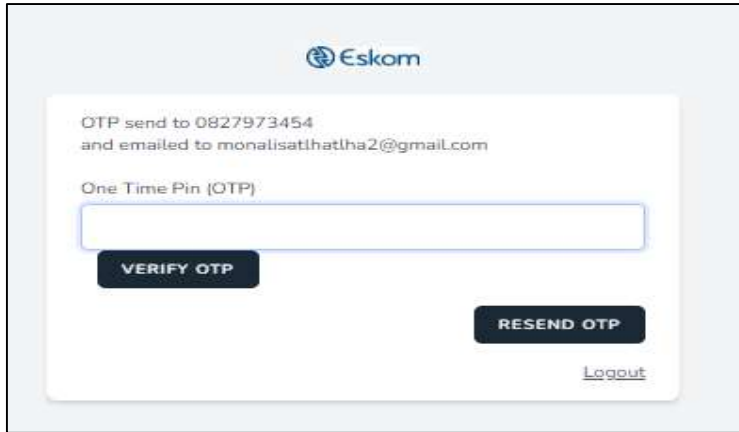 Eskom
OTP send to 0827973454
and emailed to monalisatlhatlha2@gmail.com
One Time Pin (OTP)
VERIFY OTP
RESEND OTP
Logout